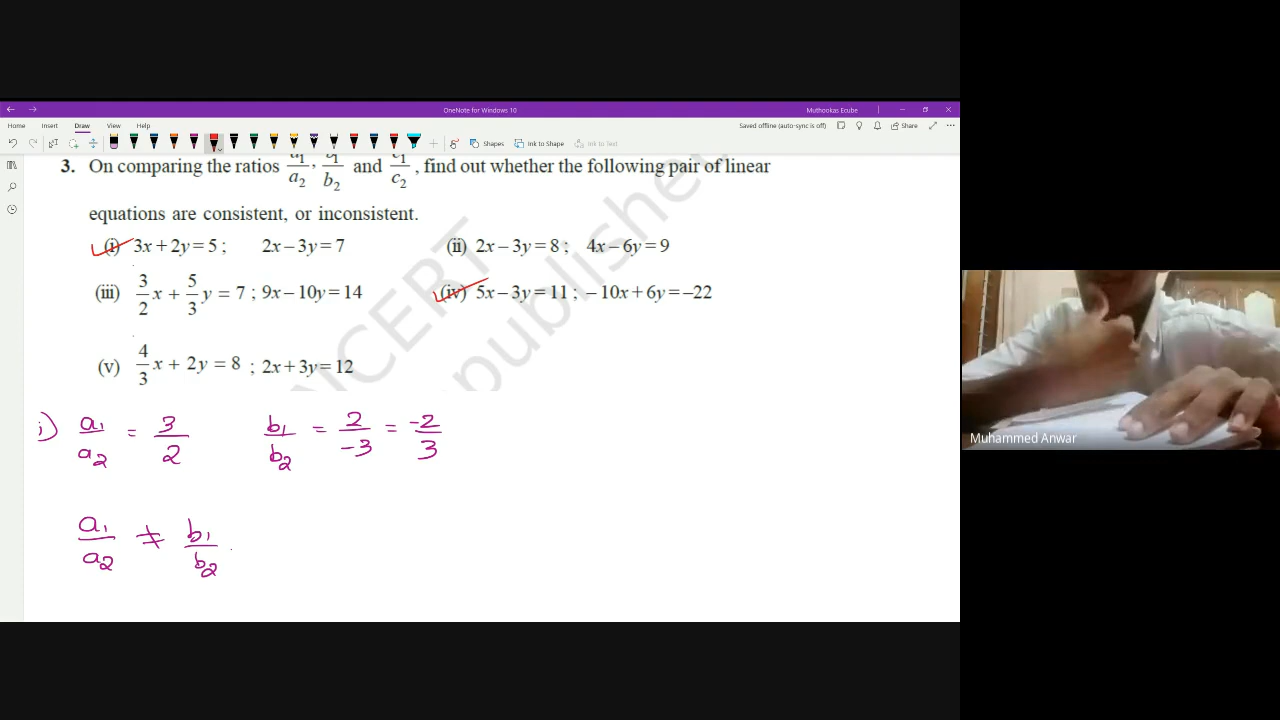 OneNote for Windows 10
Muthookas Ecube
Home Insert Draw View Help
Saved offline (auto-sync is off) Share
Shapes Ink to Shape Ink to Text
3. On comparing the ratios a1/a2, b1/b2 and c1/c2, find out whether the following pair of linear
equations are consistent, or inconsistent.
(i) 3x + 2y = 5 ; 2x – 3y = 7 (ii) 2x – 3y = 8 ; 4x – 6y = 9
(iii) 3/2 x + 5/3 y = 7 ; 9x – 10y = 14 (iv) 5x – 3y = 11 ; – 10x + 6y = –22
(v) 4/3 x + 2y = 8 ; 2x + 3y = 12
i) a1/a2 = 3/2 b1/b2 = 2/-3 = -2/3
a1/a2 ≠ b1/b2
NCERT
publishe
Muhammed Anwar